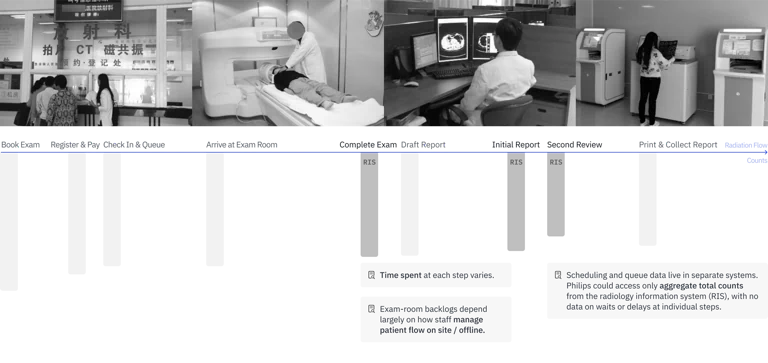 放射科
拍片 CT 磁共振
预约·登记处
Book Exam
Register & Pay
Check In & Queue
Arrive at Exam Room
Complete Exam
Draft Report
Initial Report
Second Review
Print & Collect Report
Radiation Flow
Counts
RIS
RIS
RIS
Time spent at each step varies.
Exam-room backlogs depend
largely on how staff manage
patient flow on site / offline.
Scheduling and queue data live in separate systems.
Philips could access only aggregate total counts
from the radiology information system (RIS), with no
data on waits or delays at individual steps.